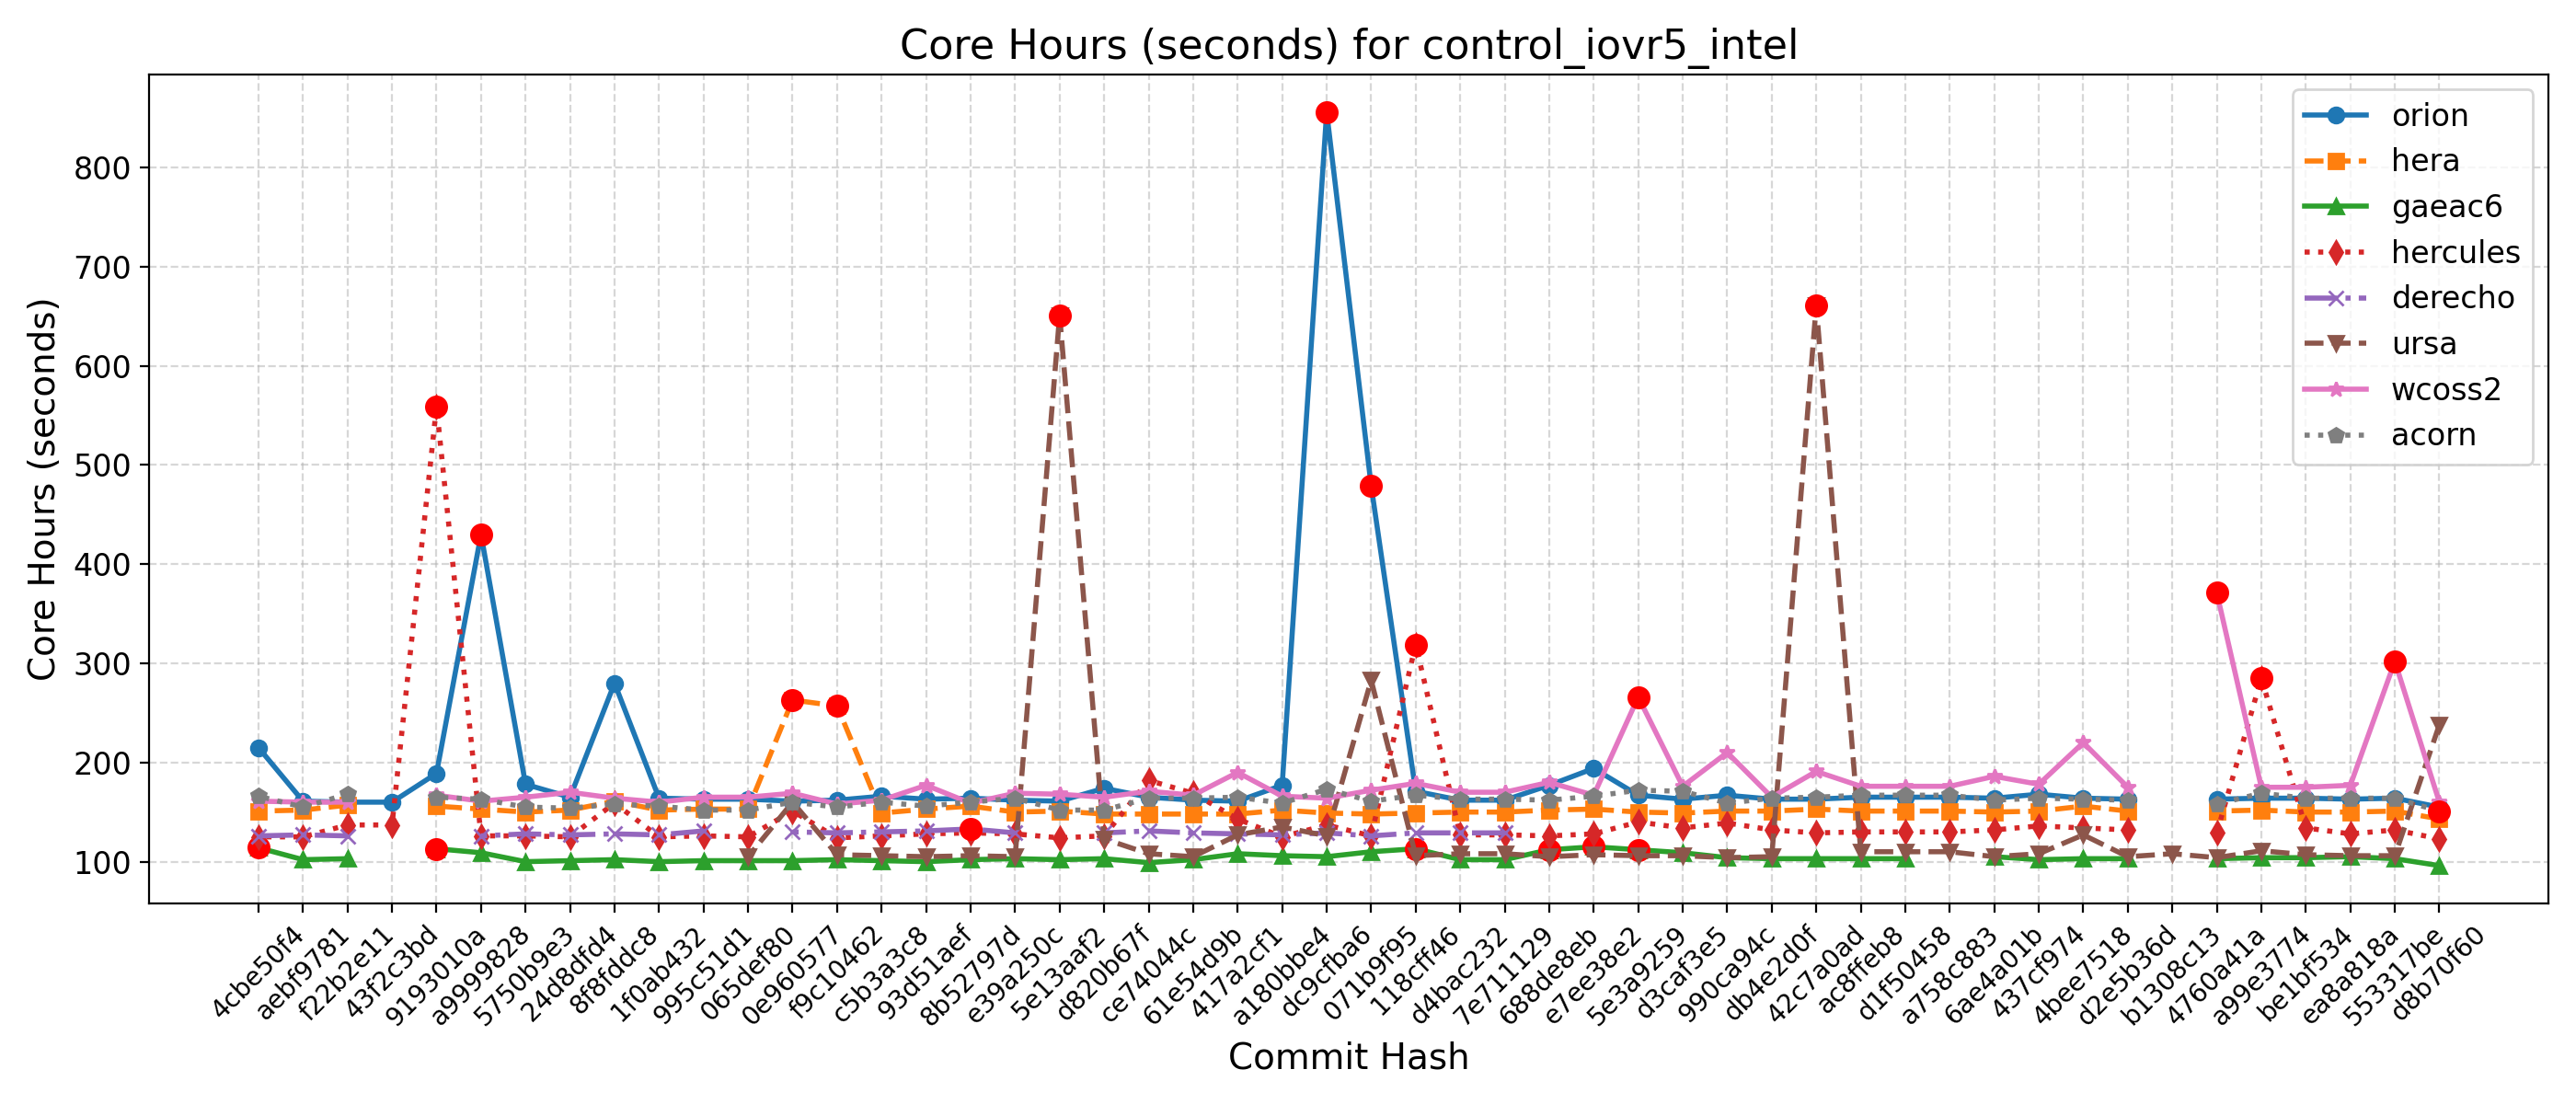 Core Hours (seconds) for control_iovr5_intel
Core Hours (seconds)
800
700
600
500
400
300
200
100
orion
hera
gaeac6
hercules
derecho
ursa
wcoss2
acorn
4cbe50f4
aebf9781
f22b2e11
43f2c3bd
9193010a
a9999828
5750b9e3
24d8dfd4
8f8fddc8
1f0ab432
995c51d1
065def80
0e960577
f9c10462
c5b3a3c8
93d51aef
8b52797d
e39a250c
5e13aaf2
d820b67f
ce74044c
61e54d9b
417a2cf1
a180bbe4
dc9cfba6
071b9f95
118cff46
d4bac232
7e711129
688de8eb
e7ee38e2
5e3a9259
d3caf3e5
990ca94c
db4e2d0f
42c7a0ad
ac8ffeb8
d1f50458
a758c883
6ae4a01b
437cf974
4bee7518
d2e5b36d
b1308c13
4760a41a
a99e3774
be1bf534
ea8a818a
553317be
d8b70f60
Commit Hash